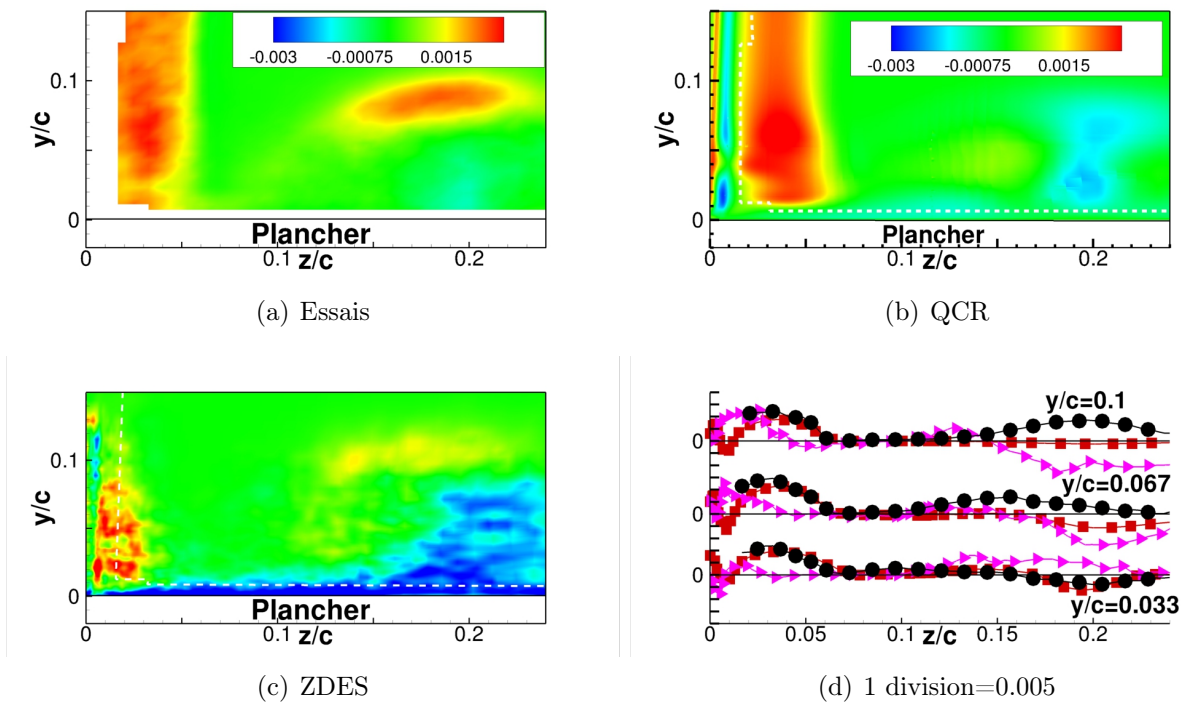 -0.003 -0.00075 0.0015
y/c
0.1
0
Plancher
0 0.1 z/c 0.2
(a) Essais
-0.003 -0.00075 0.0015
y/c
0.1
0
Plancher
0 0.1 z/c 0.2
(b) QCR
y/c
0.1
0
Plancher
0 0.1 z/c 0.2
(c) ZDES
y/c=0.1
0
y/c=0.067
0
0
y/c=0.033
0 0.05 0.1 z/c 0.15 0.2
(d) 1 division=0.005